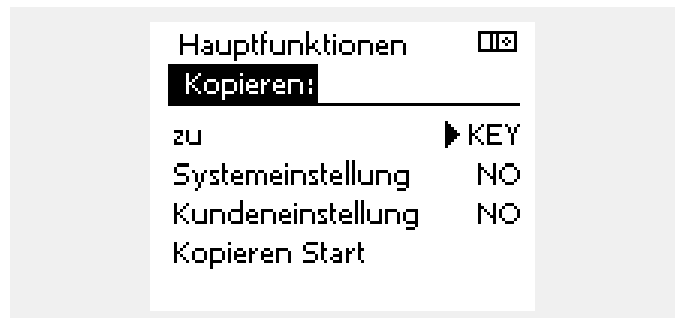 Hauptfunktionen
Kopieren:
zu KEY
Systemeinstellung NO
Kundeneinstellung NO
Kopieren Start